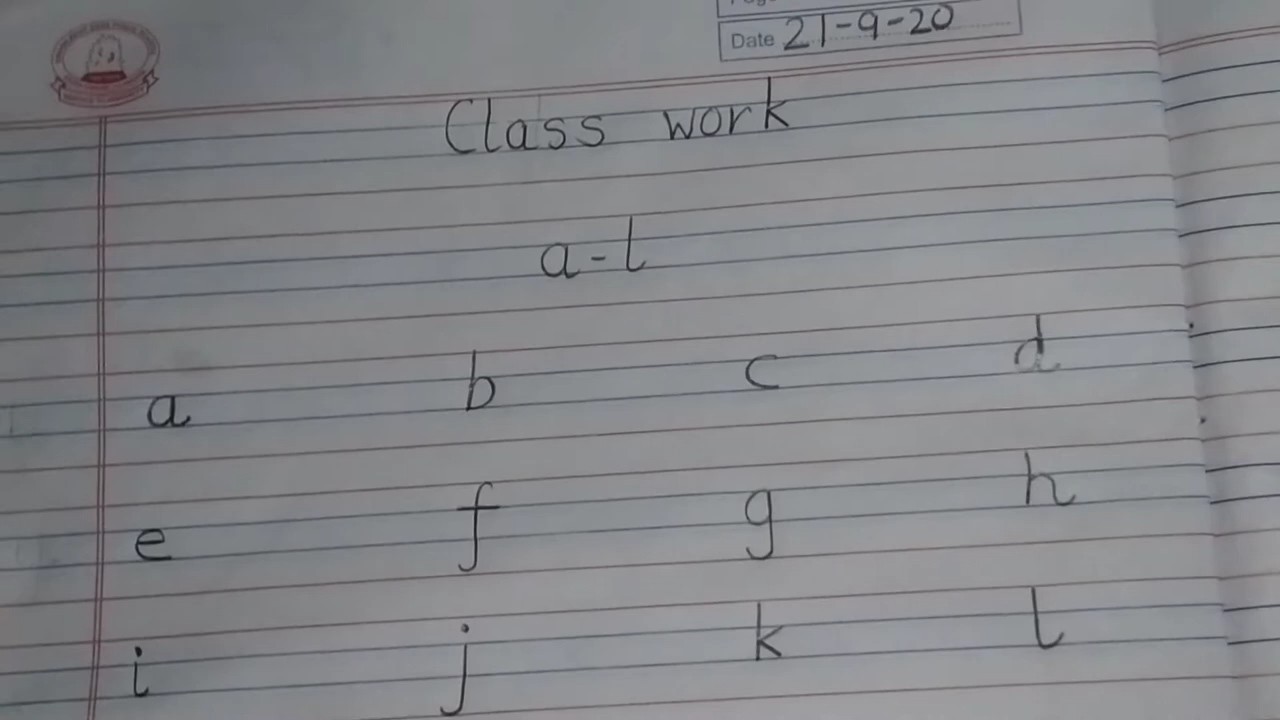 Date 21-9-20
Class work
a-l
a b c d
e f g h
i j k l